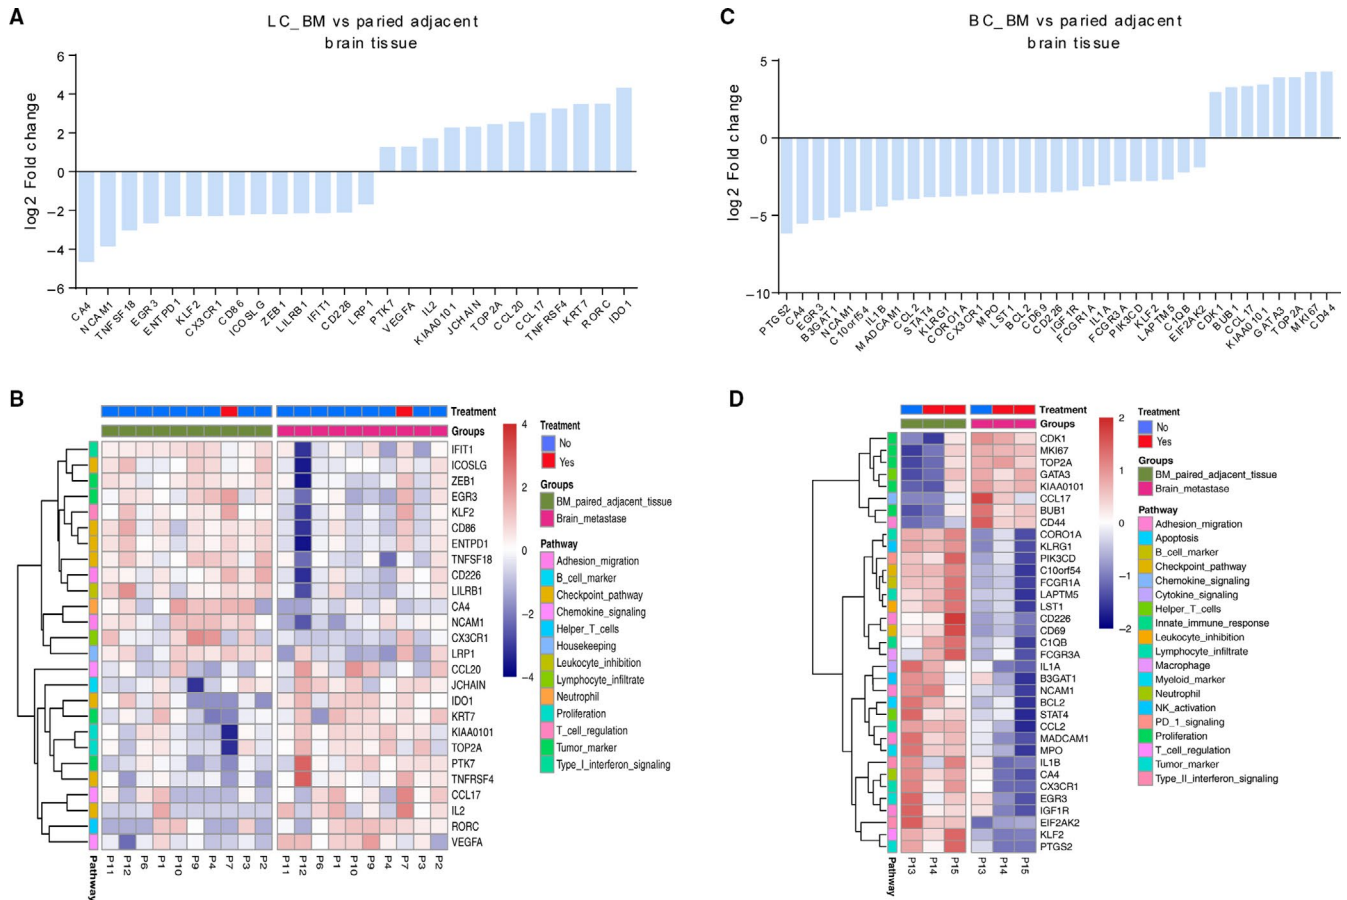 A
LC_BM vs paried adjacent
brain tissue
log2 Fold change
6
4
2
0
−2
−4
−6
CA4
NCAM1
TNFSF18
EGR3
ENTPD1
KLF2
CX3CR1
CD86
ICOSLG
ZEB1
LILRB1
IFIT1
CD226
LRP1
PTK7
VEGFA
IL2
KIAA0101
JCHAIN
TOP2A
CCL20
CCL17
TNFRSF4
KRT7
RORC
IDO1
C
BC_BM vs paried adjacent
brain tissue
log2 Fold change
5
0
−5
−10
PTGS2
CA4
EGR3
B3GAT1
NCAM1
C10orf54
IL1B
MADCAM1
CCL2
STAT4
KLRG1
CORO1A
CX3CR1
MPO
LST1
BCL2
CD69
CD226
IGF1R
FCGR1A
IL1A
FCGR3A
PIK3CD
KLF2
LAPTM5
C1QB
EIF2AK2
CDK1
BUB1
CCL17
KIAA0101
GATA3
TOP2A
MKI67
CD44
B
Treatment
Groups
IFIT1
ICOSLG
ZEB1
EGR3
KLF2
CD86
ENTPD1
TNFSF18
CD226
LILRB1
CA4
NCAM1
CX3CR1
LRP1
CCL20
JCHAIN
IDO1
KRT7
KIAA0101
TOP2A
PTK7
TNFRSF4
CCL17
IL2
RORC
VEGFA
Pathway
P11
P12
P6
P1
P10
P9
P4
P7
P3
P2
P11
P12
P6
P1
P10
P9
P4
P7
P3
P2
4
2
0
−2
−4
Treatment
No
Yes
Groups
BM_paired_adjacent_tissue
Brain_metastase
Pathway
Adhesion_migration
B_cell_marker
Checkpoint_pathway
Chemokine_signaling
Helper_T_cells
Housekeeping
Leukocyte_inhibition
Lymphocyte_infiltrate
Neutrophil
Proliferation
T_cell_regulation
Tumor_marker
Type_I_interferon_signaling
D
Treatment
Groups
CDK1
MKI67
TOP2A
GATA3
KIAA0101
CCL17
BUB1
CD44
CORO1A
KLRG1
PIK3CD
C10orf54
FCGR1A
LAPTM5
LST1
CD226
CD69
C1QB
FCGR3A
IL1A
B3GAT1
NCAM1
BCL2
STAT4
CCL2
MADCAM1
MPO
IL1B
CA4
CX3CR1
EGR3
IGF1R
EIF2AK2
KLF2
PTGS2
Pathway
P13
P14
P15
P13
P14
P15
2
1
0
−1
−2
Treatment
No
Yes
Groups
BM_paired_adjacent_tissue
Brain_metastase
Pathway
Adhesion_migration
Apoptosis
B_cell_marker
Checkpoint_pathway
Chemokine_signaling
Cytokine_signaling
Helper_T_cells
Innate_immune_response
Leukocyte_inhibition
Lymphocyte_infiltrate
Macrophage
Myeloid_marker
Neutrophil
NK_activation
PD_1_signaling
Proliferation
T_cell_regulation
Tumor_marker
Type_II_interferon_signaling